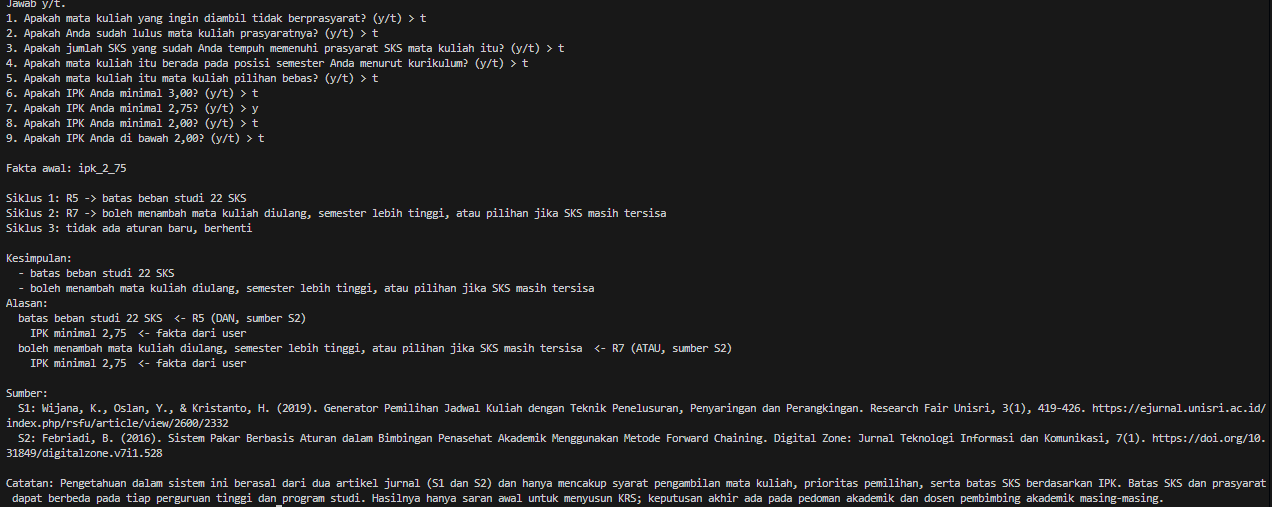 Jawab y/t.
1. Apakah mata kuliah yang ingin diambil tidak berprasyarat? (y/t) > t
2. Apakah Anda sudah lulus mata kuliah prasyaratnya? (y/t) > t
3. Apakah jumlah SKS yang sudah Anda tempuh memenuhi prasyarat SKS mata kuliah itu? (y/t) > t
4. Apakah mata kuliah itu berada pada posisi semester Anda menurut kurikulum? (y/t) > t
5. Apakah mata kuliah itu mata kuliah pilihan bebas? (y/t) > t
6. Apakah IPK Anda minimal 3,00? (y/t) > t
7. Apakah IPK Anda minimal 2,75? (y/t) > y
8. Apakah IPK Anda minimal 2,00? (y/t) > t
9. Apakah IPK Anda di bawah 2,00? (y/t) > t
Fakta awal: ipk_2_75
Siklus 1: R5 -> batas beban studi 22 SKS
Siklus 2: R7 -> boleh menambah mata kuliah diulang, semester lebih tinggi, atau pilihan jika SKS masih tersisa
Siklus 3: tidak ada aturan baru, berhenti
Kesimpulan:
- batas beban studi 22 SKS
- boleh menambah mata kuliah diulang, semester lebih tinggi, atau pilihan jika SKS masih tersisa
Alasan:
batas beban studi 22 SKS  <- R5 (DAN, sumber S2)
IPK minimal 2,75  <- fakta dari user
boleh menambah mata kuliah diulang, semester lebih tinggi, atau pilihan jika SKS masih tersisa  <- R7 (ATAU, sumber S2)
IPK minimal 2,75  <- fakta dari user
Sumber:
S1: Wijana, K., Oslan, Y., & Kristanto, H. (2019). Generator Pemilihan Jadwal Kuliah dengan Teknik Penelusuran, Penyaringan dan Perangkingan. Research Fair Unisri, 3(1), 419-426. https://ejurnal.unisri.ac.id/
index.php/rsfu/article/view/2600/2332
S2: Febriadi, B. (2016). Sistem Pakar Berbasis Aturan dalam Bimbingan Penasehat Akademik Menggunakan Metode Forward Chaining. Digital Zone: Jurnal Teknologi Informasi dan Komunikasi, 7(1). https://doi.org/10.
31849/digitalzone.v7i1.528
Catatan: Pengetahuan dalam sistem ini berasal dari dua artikel jurnal (S1 dan S2) dan hanya mencakup syarat pengambilan mata kuliah, prioritas pemilihan, serta batas SKS berdasarkan IPK. Batas SKS dan prasyarat
dapat berbeda pada tiap perguruan tinggi dan program studi. Hasilnya hanya saran awal untuk menyusun KRS; keputusan akhir ada pada pedoman akademik dan dosen pembimbing akademik masing-masing.